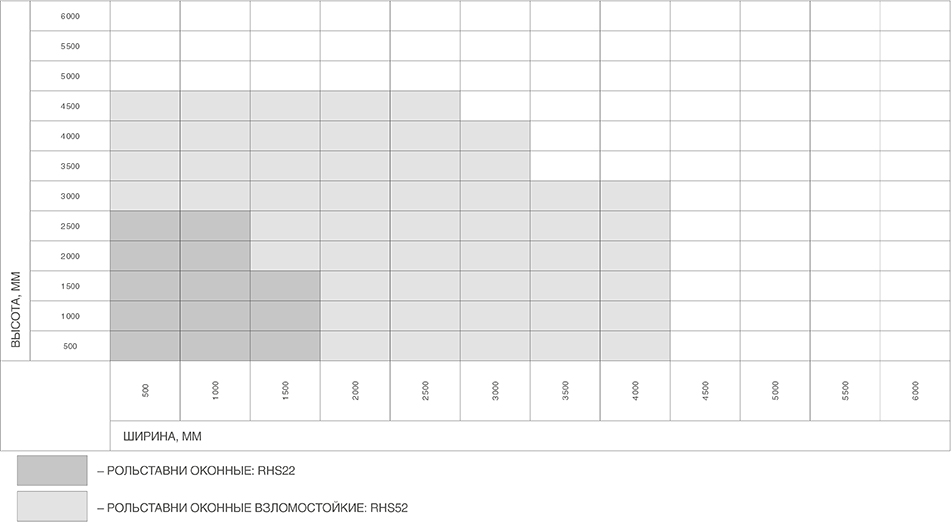 6000
5500
5000
4500
4000
3500
3000
2500
2000
1500
1000
500
ВЫСОТА, ММ
500 1000 1500 2000 2500 3000 3500 4000 4500 5000 5500 6000
ШИРИНА, ММ
– РОЛЬСТАВНИ ОКОННЫЕ: RHS22
– РОЛЬСТАВНИ ОКОННЫЕ ВЗЛОМОСТОЙКИЕ: RHS52